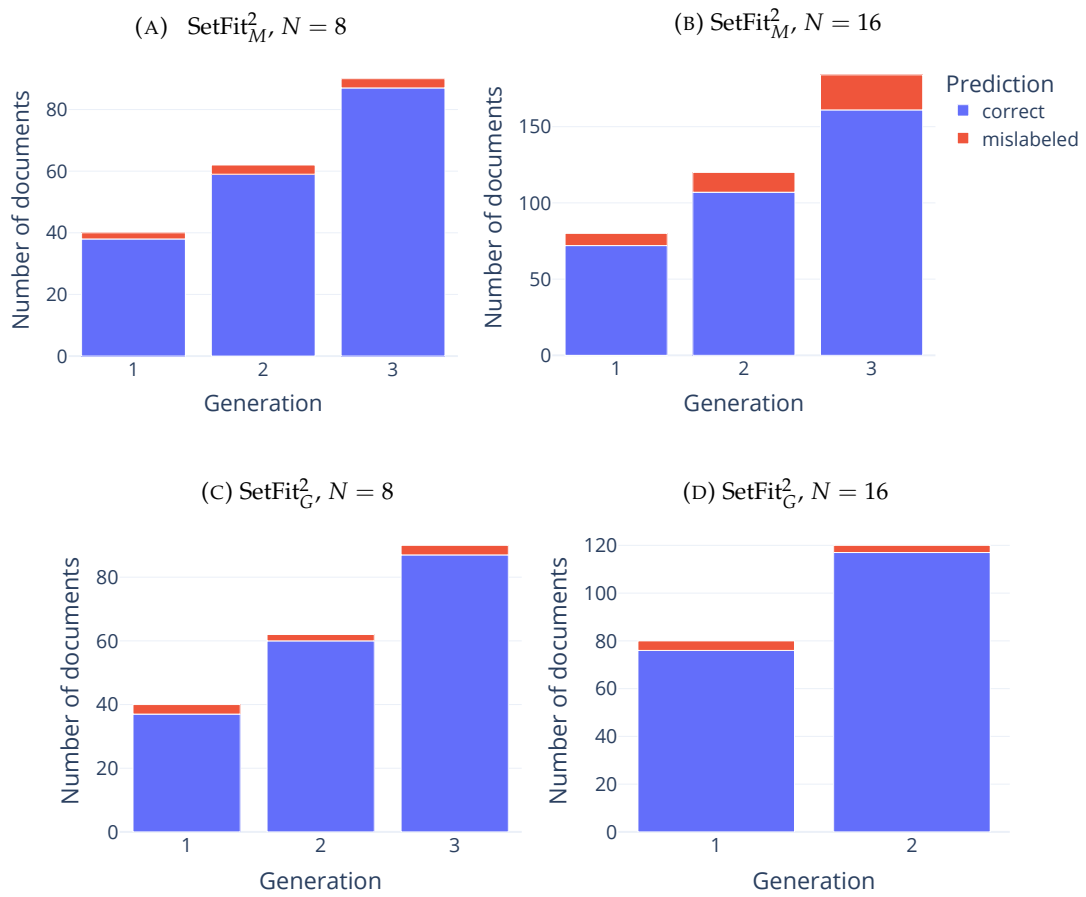 (A) SetFit²_M, N = 8
Number of documents
80
60
40
20
0
1 2 3
Generation
(B) SetFit²_M, N = 16
Number of documents
150
100
50
0
1 2 3
Generation
Prediction
correct
mislabeled
(C) SetFit²_G, N = 8
Number of documents
80
60
40
20
0
1 2 3
Generation
(D) SetFit²_G, N = 16
Number of documents
120
100
80
60
40
20
0
1 2
Generation